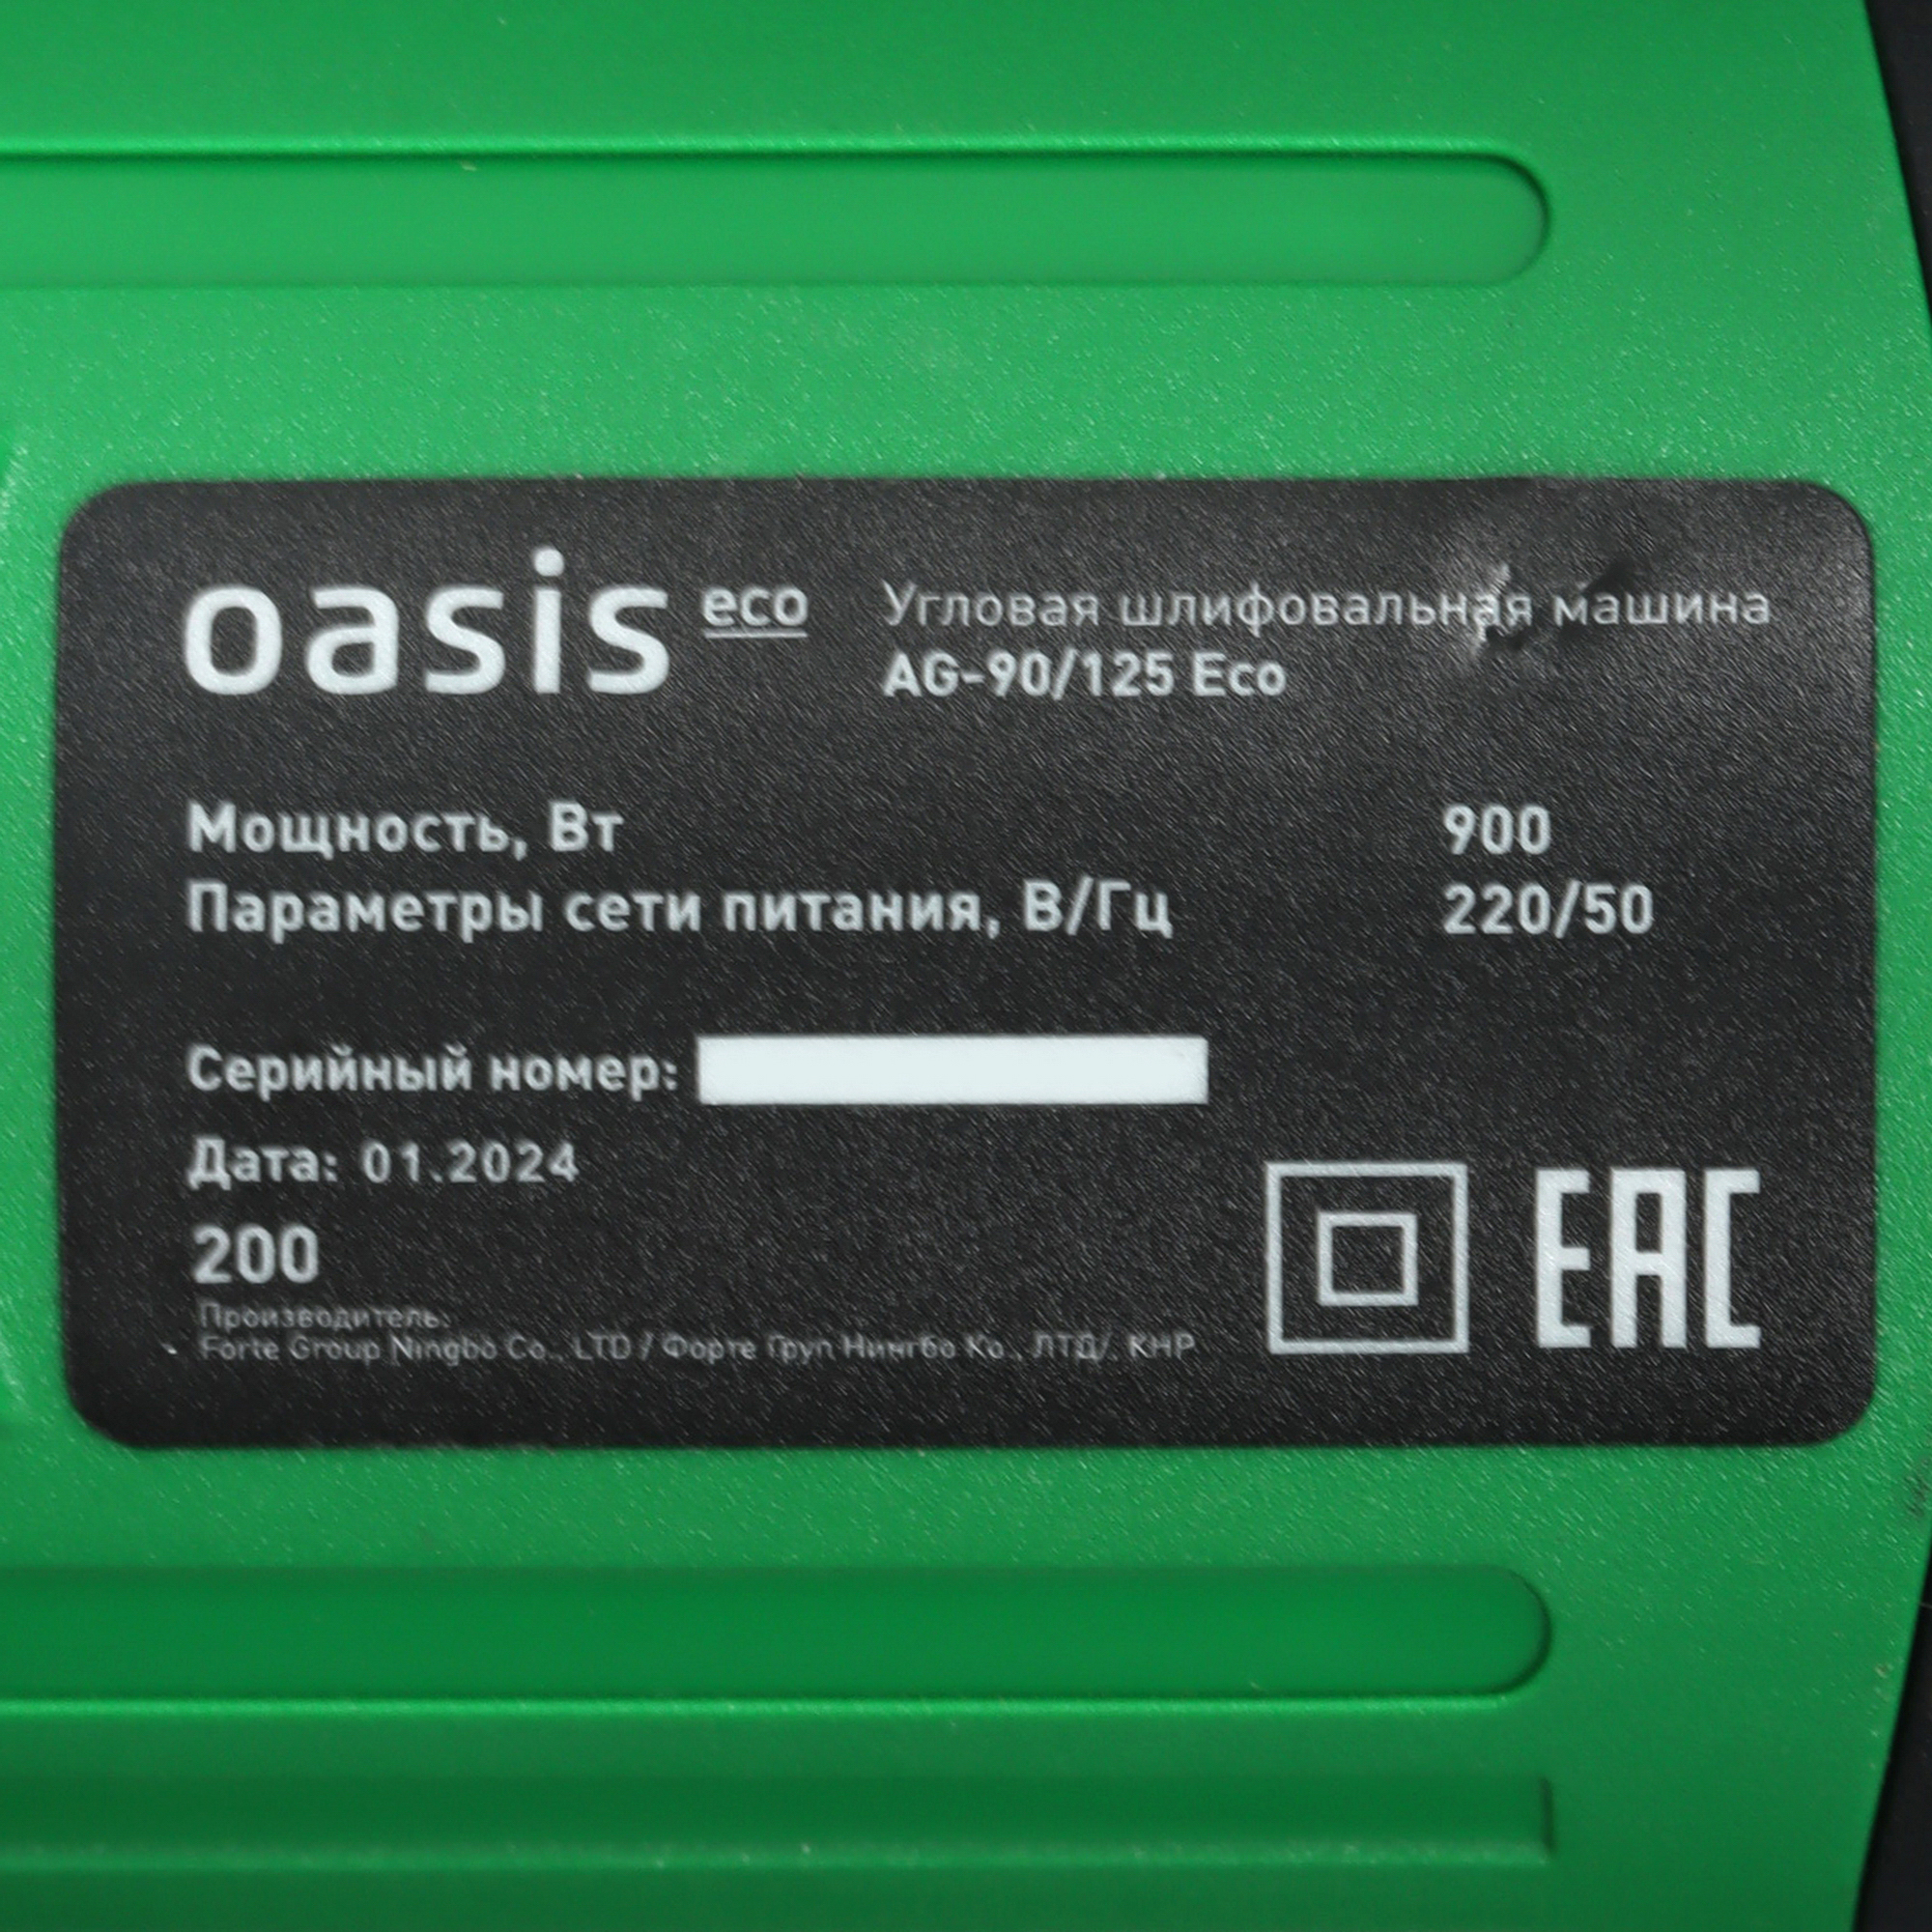 oasis eco
Угловая шлифовальная машина
AG-90/125 Eco
Мощность, Вт 900
Параметры сети питания, В/Гц 220/50
Серийный номер:
Дата: 01.2024
200
Производитель:
Forte Group Ningbo Co., LTD / Форте Груп Нингбо Ко., ЛТД/, КНР
EAC